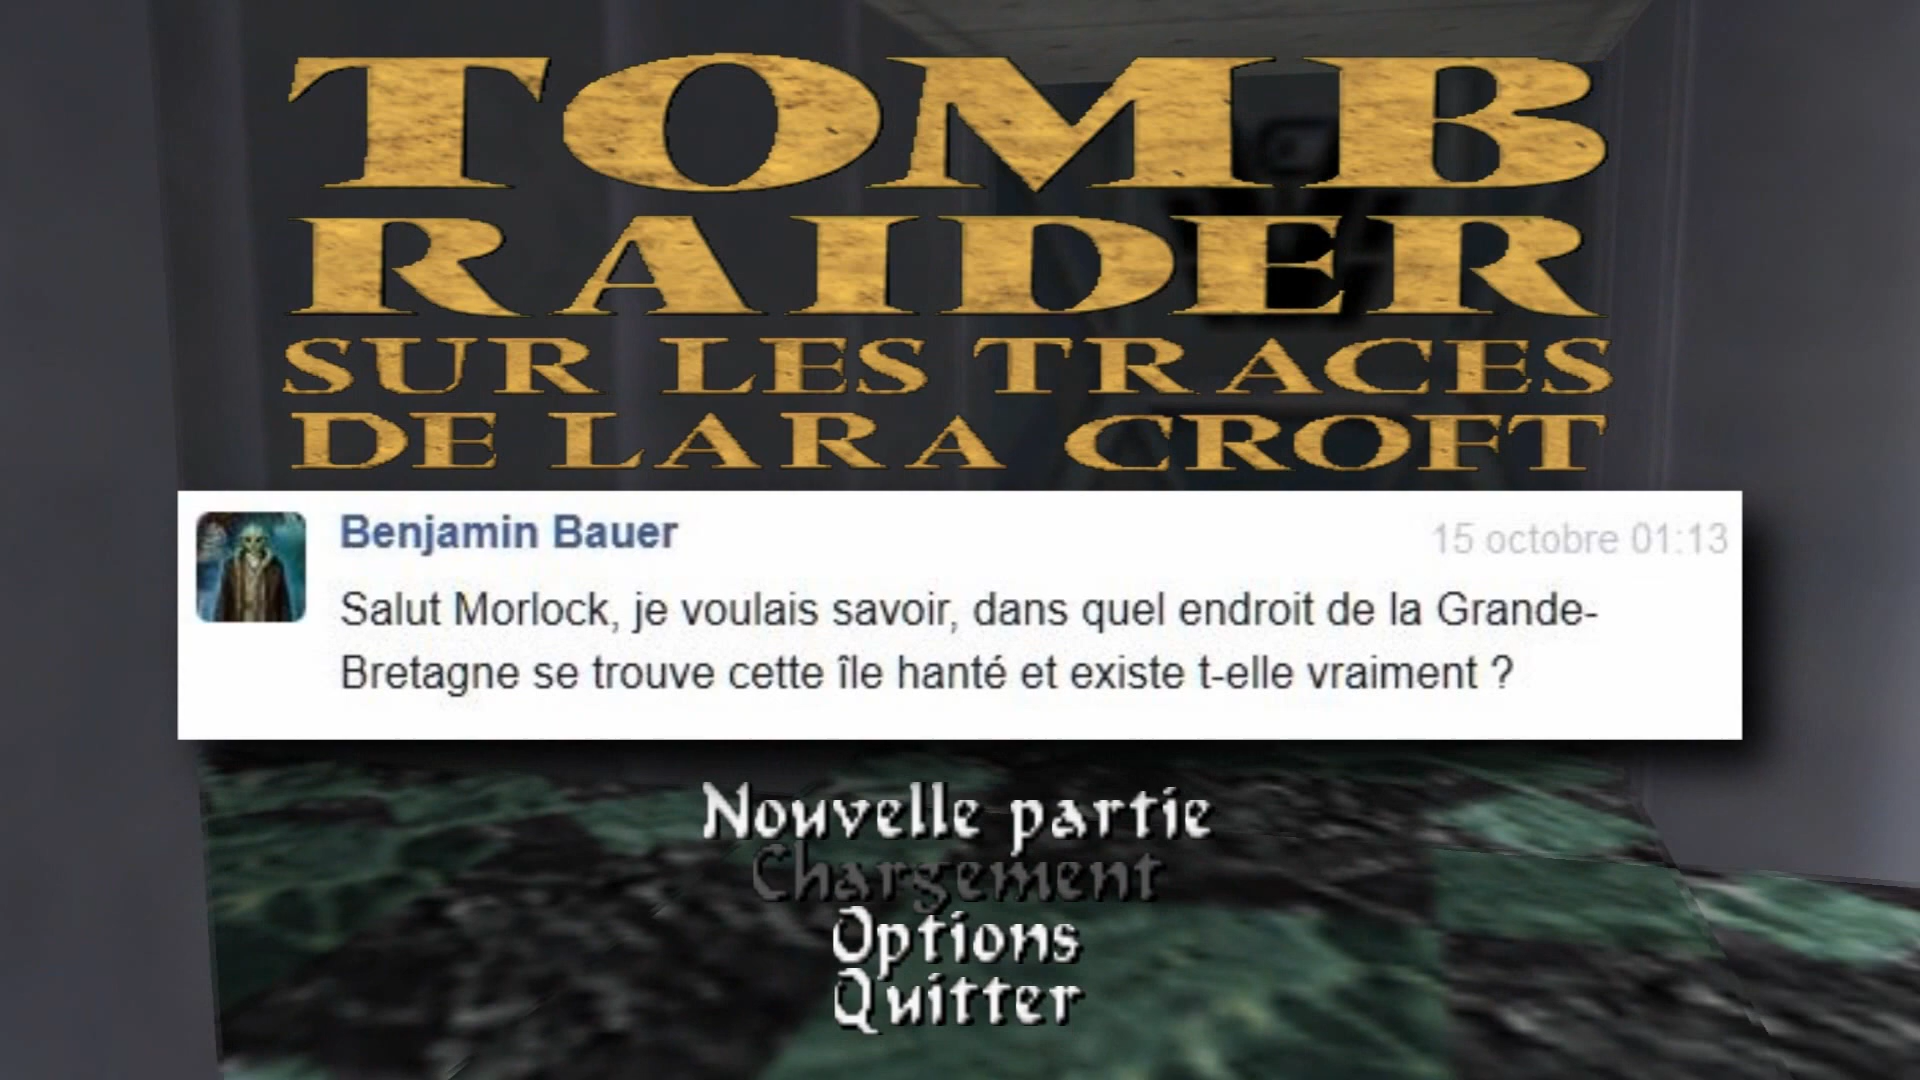 TOMB
RAIDER
SUR LES TRACES
DE LARA CROFT
Benjamin Bauer
15 octobre 01:13
Salut Morlock, je voulais savoir, dans quel endroit de la Grande-
Bretagne se trouve cette île hanté et existe t-elle vraiment ?
Nouvelle partie
Chargement
Options
Quitter